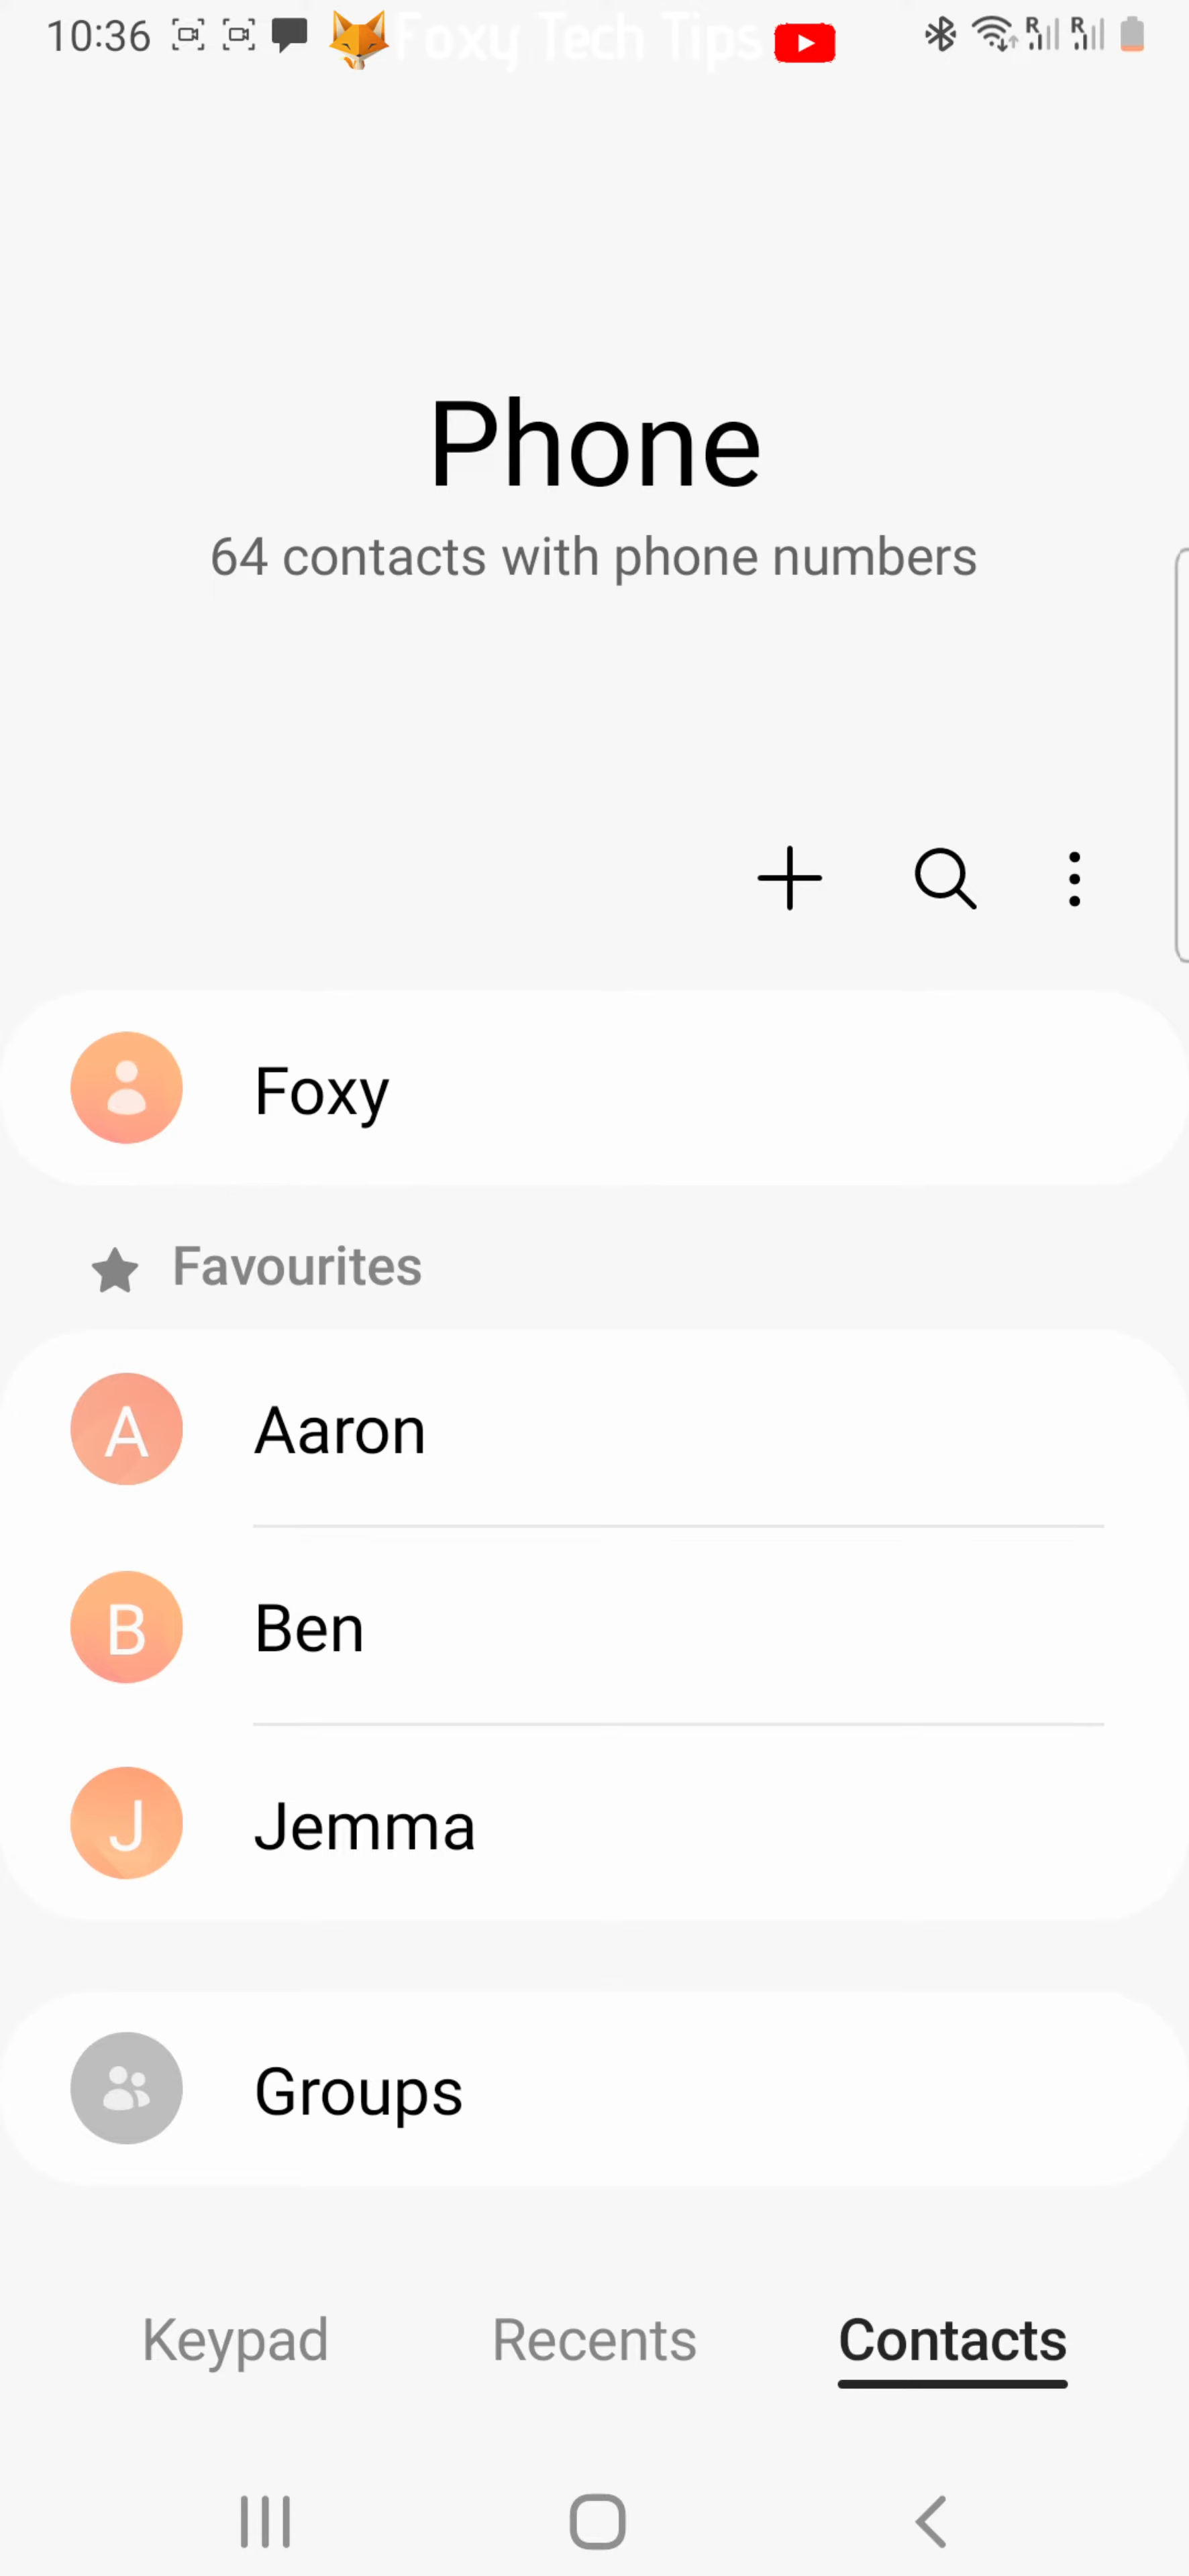 10:36 Foxy Tech Tips
Phone
64 contacts with phone numbers
Foxy
Favourites
A Aaron
B Ben
J Jemma
Groups
Keypad Recents Contacts